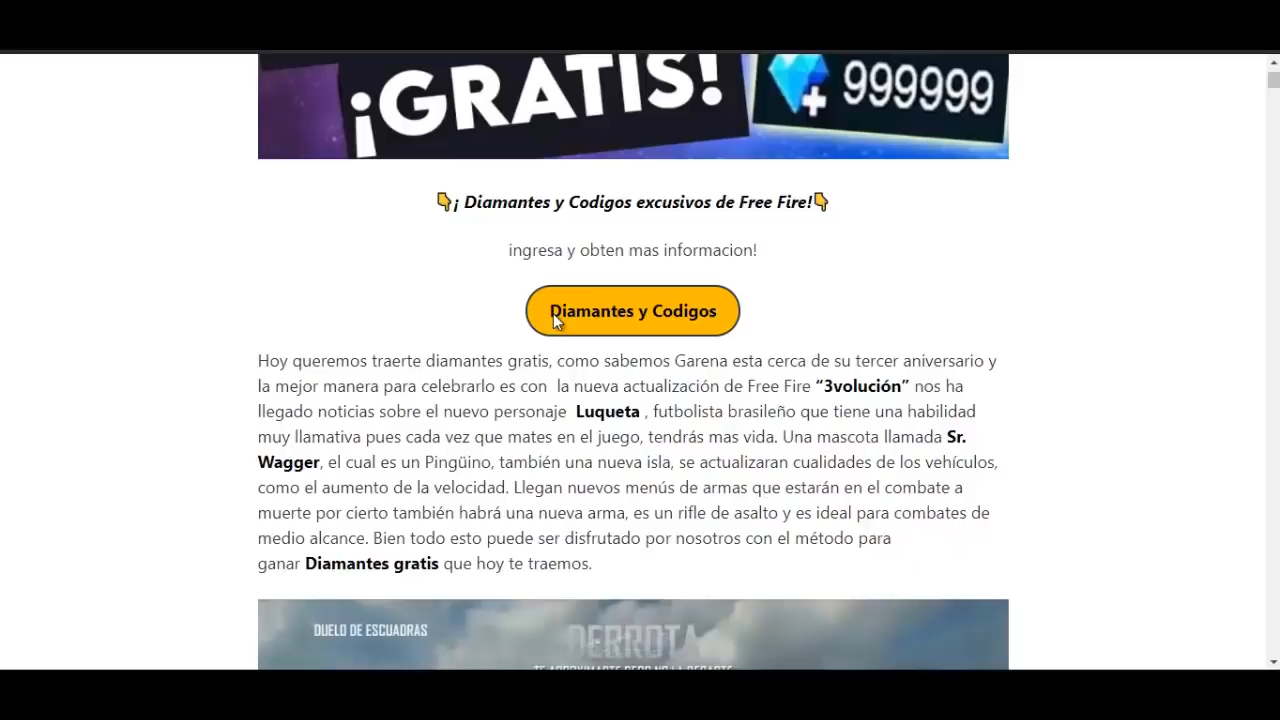 ¡GRATIS!
999999
¡ Diamantes y Codigos excusivos de Free Fire!
ingresa y obten mas informacion!
Diamantes y Codigos
Hoy queremos traerte diamantes gratis, como sabemos Garena esta cerca de su tercer aniversario y
la mejor manera para celebrarlo es con la nueva actualización de Free Fire “3volución” nos ha
llegado noticias sobre el nuevo personaje Luqueta , futbolista brasileño que tiene una habilidad
muy llamativa pues cada vez que mates en el juego, tendrás mas vida. Una mascota llamada Sr.
Wagger, el cual es un Pingüino, también una nueva isla, se actualizaran cualidades de los vehículos,
como el aumento de la velocidad. Llegan nuevos menús de armas que estarán en el combate a
muerte por cierto también habrá una nueva arma, es un rifle de asalto y es ideal para combates de
medio alcance. Bien todo esto puede ser disfrutado por nosotros con el método para
ganar Diamantes gratis que hoy te traemos.
DUELO DE ESCUADRAS
DERROTA